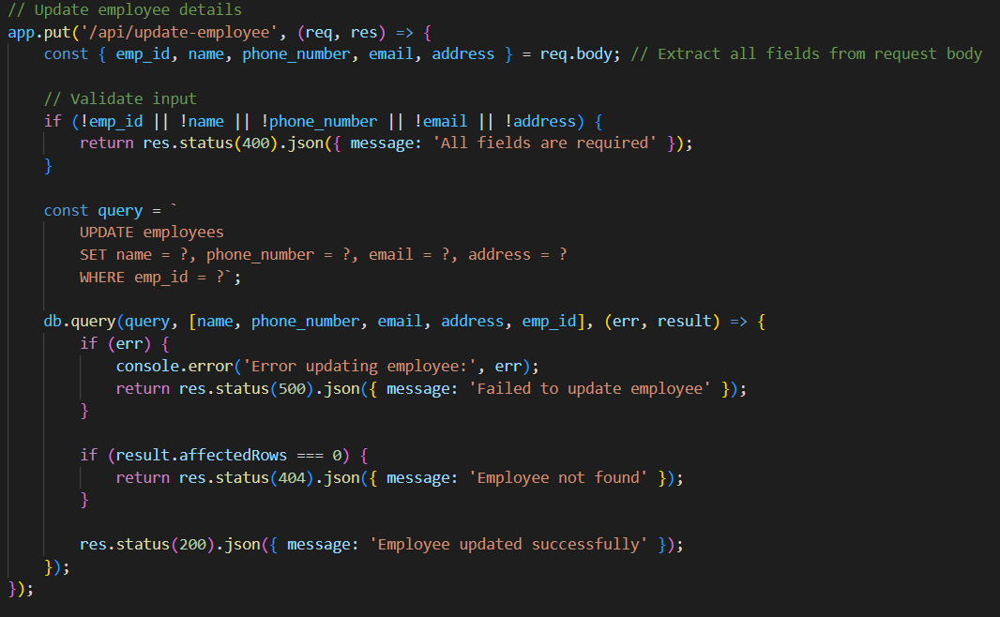 // Update employee details
app.put('/api/update-employee', (req, res) => {
    const { emp_id, name, phone_number, email, address } = req.body; // Extract all fields from request body

    // Validate input
    if (!emp_id || !name || !phone_number || !email || !address) {
        return res.status(400).json({ message: 'All fields are required' });
    }

    const query = `
        UPDATE employees
        SET name = ?, phone_number = ?, email = ?, address = ?
        WHERE emp_id = ?`;

    db.query(query, [name, phone_number, email, address, emp_id], (err, result) => {
        if (err) {
            console.error('Error updating employee:', err);
            return res.status(500).json({ message: 'Failed to update employee' });
        }

        if (result.affectedRows === 0) {
            return res.status(404).json({ message: 'Employee not found' });
        }

        res.status(200).json({ message: 'Employee updated successfully' });
    });
});